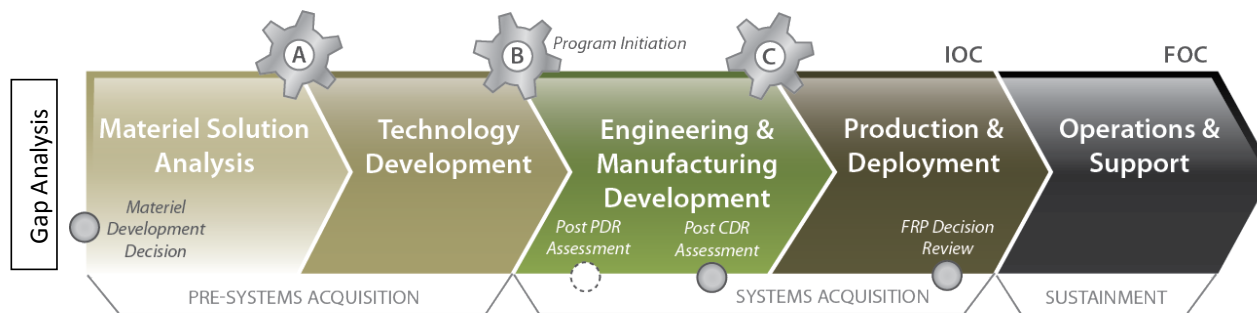 A
B
Program Initiation
C
IOC
FOC
Gap Analysis
Materiel Solution
Analysis
Technology
Development
Engineering &
Manufacturing
Development
Production &
Deployment
Operations &
Support
Materiel
Development
Decision
Post PDR
Assessment
Post CDR
Assessment
FRP Decision
Review
PRE-SYSTEMS ACQUISITION
SYSTEMS ACQUISITION
SUSTAINMENT